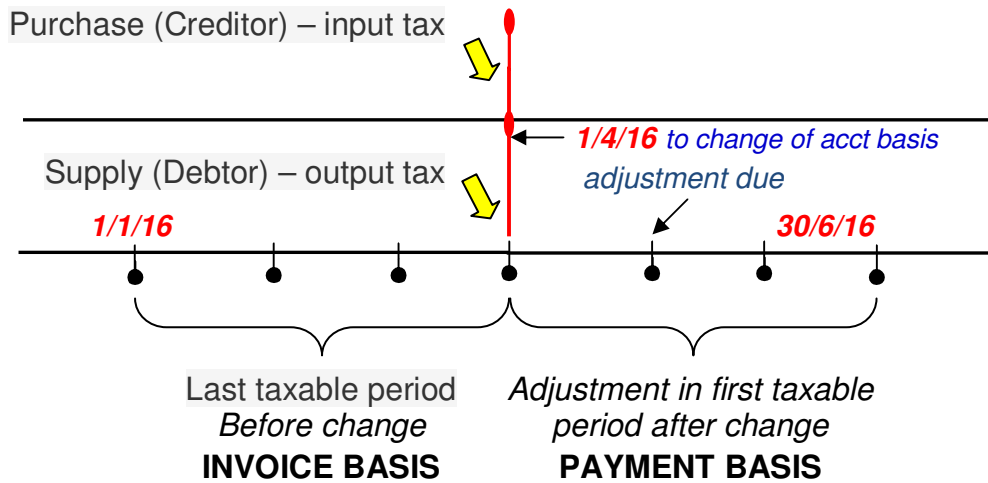 Purchase (Creditor) – input tax
1/4/16 to change of acct basis
Supply (Debtor) – output tax
adjustment due
1/1/16
30/6/16
Last taxable period
Before change
INVOICE BASIS
Adjustment in first taxable
period after change
PAYMENT BASIS